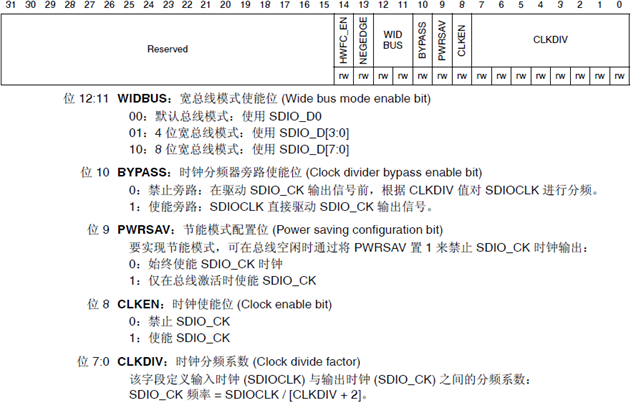 31 30 29 28 27 26 25 24 23 22 21 20 19 18 17 16 15 14 13 12 11 10 9 8 7 6 5 4 3 2 1 0
Reserved HWFC_EN NEGEDGE WID BUS BYPASS PWRSAV CLKEN CLKDIV
rw rw rw rw rw rw rw rw rw rw rw rw rw rw rw
位 12:11 WIDBUS：宽总线模式使能位 (Wide bus mode enable bit)
00：默认总线模式：使用 SDIO_D0
01：4 位宽总线模式：使用 SDIO_D[3:0]
10：8 位宽总线模式：使用 SDIO_D[7:0]
位 10 BYPASS：时钟分频器旁路使能位 (Clock divider bypass enable bit)
0：禁止旁路：在驱动 SDIO_CK 输出信号前，根据 CLKDIV 值对 SDIOCLK 进行分频。
1：使能旁路：SDIOCLK 直接驱动 SDIO_CK 输出信号。
位 9 PWRSAV：节能模式配置位 (Power saving configuration bit)
要实现节能模式，可在总线空闲时通过将 PWRSAV 置 1 来禁止 SDIO_CK 时钟输出：
0：始终使能 SDIO_CK 时钟
1：仅在总线激活时使能 SDIO_CK
位 8 CLKEN：时钟使能位 (Clock enable bit)
0：禁止 SDIO_CK
1：使能 SDIO_CK
位 7:0 CLKDIV：时钟分频系数 (Clock divide factor)
该字段定义输入时钟 (SDIOCLK) 与输出时钟 (SDIO_CK) 之间的分频系数：
SDIO_CK 频率 = SDIOCLK / [CLKDIV + 2]。